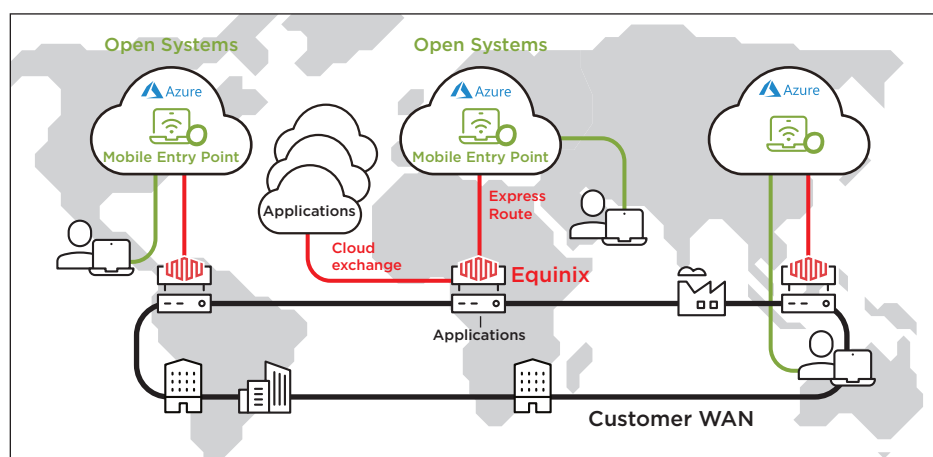 Open Systems
Open Systems
Azure
Azure
Azure
Mobile Entry Point
Mobile Entry Point
Applications
Express
Route
Cloud
exchange
Equinix
Applications
Customer WAN